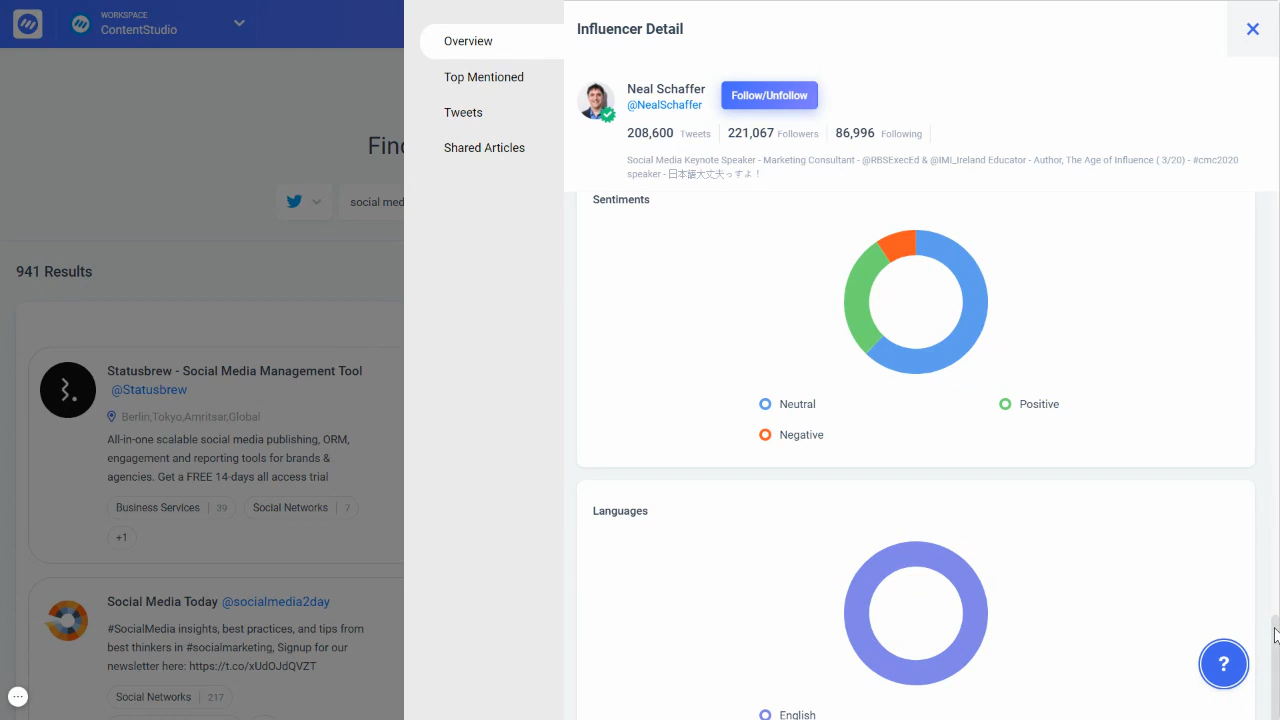 WORKSPACE
ContentStudio
Find
social med
941 Results
Statusbrew - Social Media Management Tool
@Statusbrew
Berlin,Tokyo,Amritsar,Global
All-in-one scalable social media publishing, ORM,
engagement and reporting tools for brands &
agencies. Get a FREE 14-days all access trial
Business Services | 39 Social Networks | 7
+1
Social Media Today @socialmedia2day
#SocialMedia insights, best practices, and tips from
best thinkers in #socialmarketing, Signup for our
newsletter here: https://t.co/xUdOJdQVZT
Social Networks | 217
Overview
Top Mentioned
Tweets
Shared Articles
Influencer Detail
Neal Schaffer
@NealSchaffer
Follow/Unfollow
208,600 Tweets 221,067 Followers 86,996 Following
Social Media Keynote Speaker - Marketing Consultant - @RBSExecEd & @IMI_Ireland Educator - Author, The Age of Influence ( 3/20) - #cmc2020
speaker - 日本語大丈夫っすよ！
Sentiments
Neutral Positive
Negative
Languages
English
?